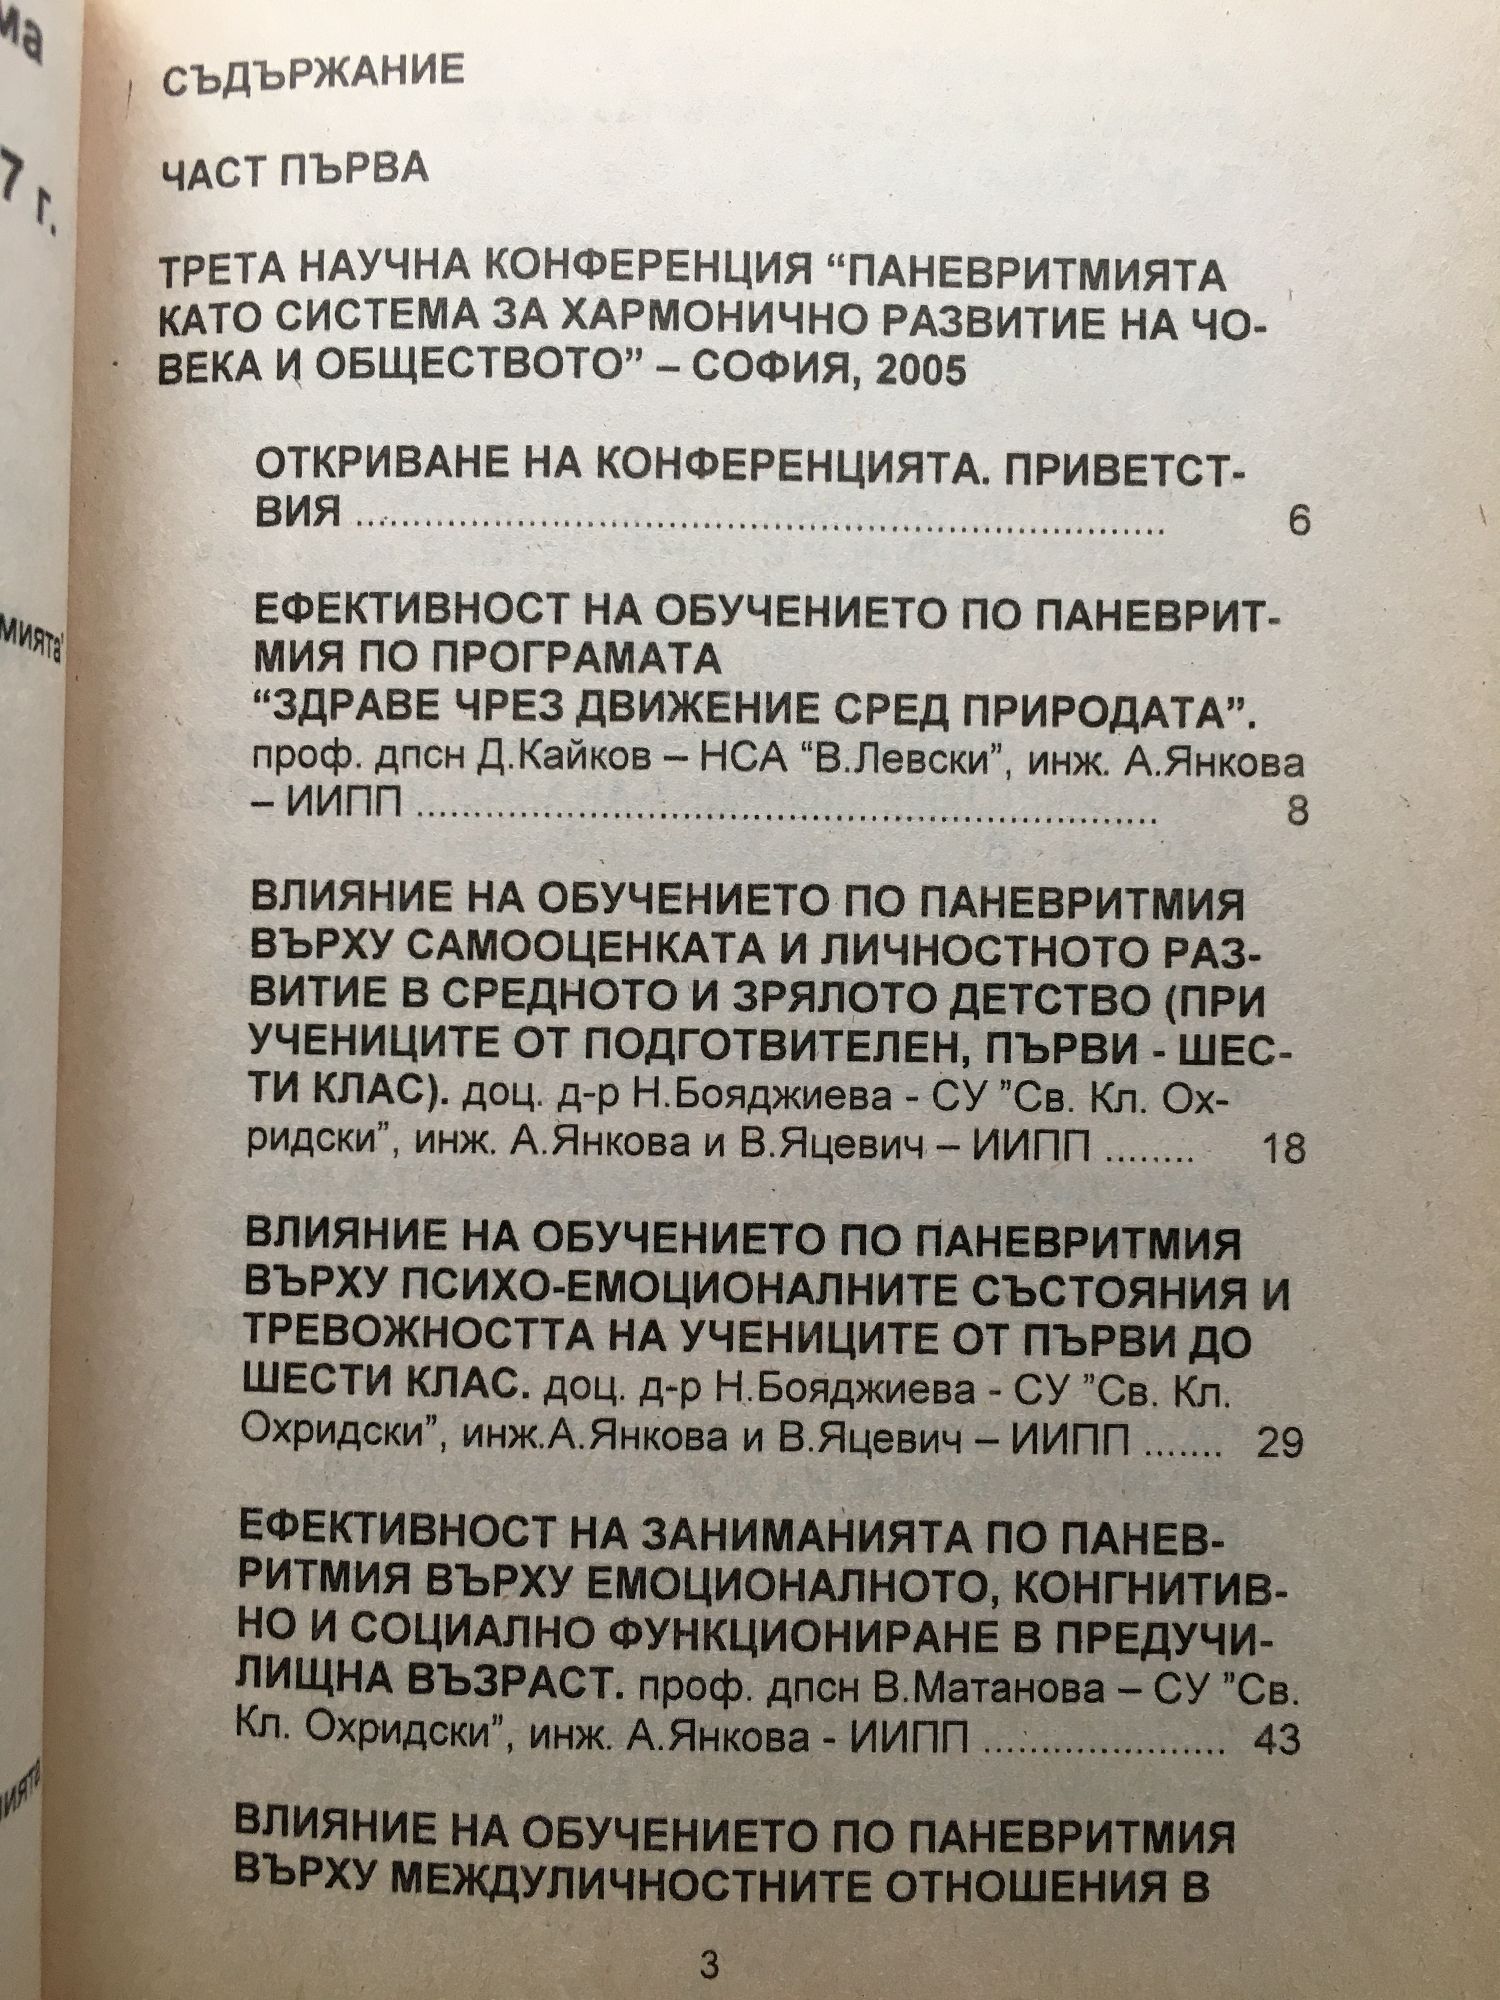 СЪДЪРЖАНИЕ
ЧАСТ ПЪРВА
ТРЕТА НАУЧНА КОНФЕРЕНЦИЯ “ПАНЕВРИТМИЯТА
КАТО СИСТЕМА ЗА ХАРМОНИЧНО РАЗВИТИЕ НА ЧО-
ВЕКА И ОБЩЕСТВОТО” – СОФИЯ, 2005
ОТКРИВАНЕ НА КОНФЕРЕНЦИЯТА. ПРИВЕТСТ-
ВИЯ ...................................................................... 6
ЕФЕКТИВНОСТ НА ОБУЧЕНИЕТО ПО ПАНЕВРИТ-
МИЯ ПО ПРОГРАМАТА
“ЗДРАВЕ ЧРЕЗ ДВИЖЕНИЕ СРЕД ПРИРОДАТА”.
проф. дпсн Д.Кайков – НСА “В.Левски”, инж. А.Янкова
– ИИПП ................................................................ 8
ВЛИЯНИЕ НА ОБУЧЕНИЕТО ПО ПАНЕВРИТМИЯ
ВЪРХУ САМООЦЕНКАТА И ЛИЧНОСТНОТО РАЗ-
ВИТИЕ В СРЕДНОТО И ЗРЯЛОТО ДЕТСТВО (ПРИ
УЧЕНИЦИТЕ ОТ ПОДГОТВИТЕЛЕН, ПЪРВИ - ШЕС-
ТИ КЛАС). доц. д-р Н.Бояджиева - СУ ”Св. Кл. Ох-
ридски”, инж. А.Янкова и В.Яцевич – ИИПП ........ 18
ВЛИЯНИЕ НА ОБУЧЕНИЕТО ПО ПАНЕВРИТМИЯ
ВЪРХУ ПСИХО-ЕМОЦИОНАЛНИТЕ СЪСТОЯНИЯ И
ТРЕВОЖНОСТТА НА УЧЕНИЦИТЕ ОТ ПЪРВИ ДО
ШЕСТИ КЛАС. доц. д-р Н.Бояджиева - СУ ”Св. Кл.
Охридски”, инж.А.Янкова и В.Яцевич – ИИПП ....... 29
ЕФЕКТИВНОСТ НА ЗАНИМАНИЯТА ПО ПАНЕВ-
РИТМИЯ ВЪРХУ ЕМОЦИОНАЛНОТО, КОНГНИТИВ-
НО И СОЦИАЛНО ФУНКЦИОНИРАНЕ В ПРЕДУЧИ-
ЛИЩНА ВЪЗРАСТ. проф. дпсн В.Матанова – СУ ”Св.
Кл. Охридски”, инж. А.Янкова - ИИПП ..................... 43
ВЛИЯНИЕ НА ОБУЧЕНИЕТО ПО ПАНЕВРИТМИЯ
ВЪРХУ МЕЖДУЛИЧНОСТНИТЕ ОТНОШЕНИЯ В
3